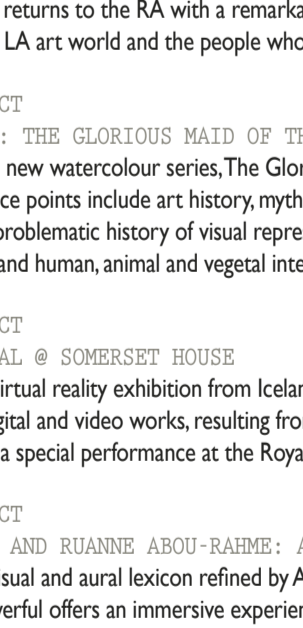 returns to the RA with a remarka
LA art world and the people who
CT
: THE GLORIOUS MAID OF TH
new watercolour series, The Glor
ce points include art history, myth
problematic history of visual repre
and human, animal and vegetal inte
CT
AL @ SOMERSET HOUSE
irtual reality exhibition from Icelan
gital and video works, resulting fro
a special performance at the Roya
CT
AND RUANNE ABOU-RAHME: A
isual and aural lexicon refined by A
verful offers an immersive experien